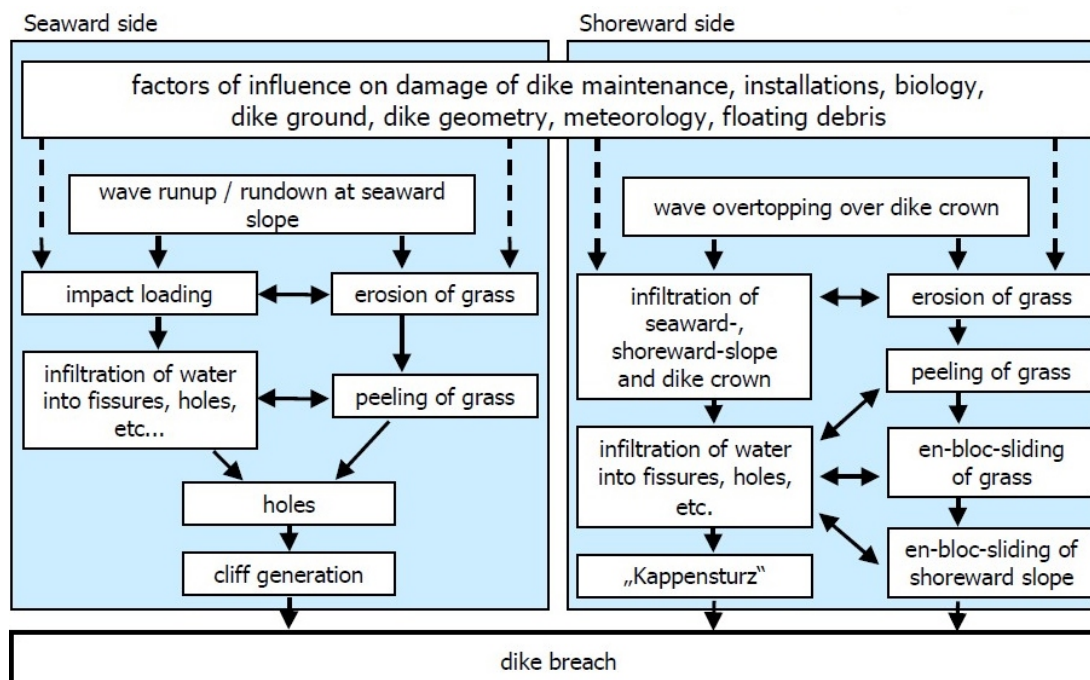 Seaward side
Shoreward side
factors of influence on damage of dike maintenance, installations, biology,
dike ground, dike geometry, meteorology, floating debris
wave runup / rundown at seaward
slope
impact loading
erosion of grass
infiltration of water
into fissures, holes,
etc...
peeling of grass
holes
cliff generation
wave overtopping over dike crown
infiltration of
seaward-,
shoreward-slope
and dike crown
erosion of grass
peeling of grass
infiltration of water
into fissures, holes,
etc.
en-bloc-sliding
of grass
„Kappensturz“
en-bloc-sliding of
shoreward slope
dike breach